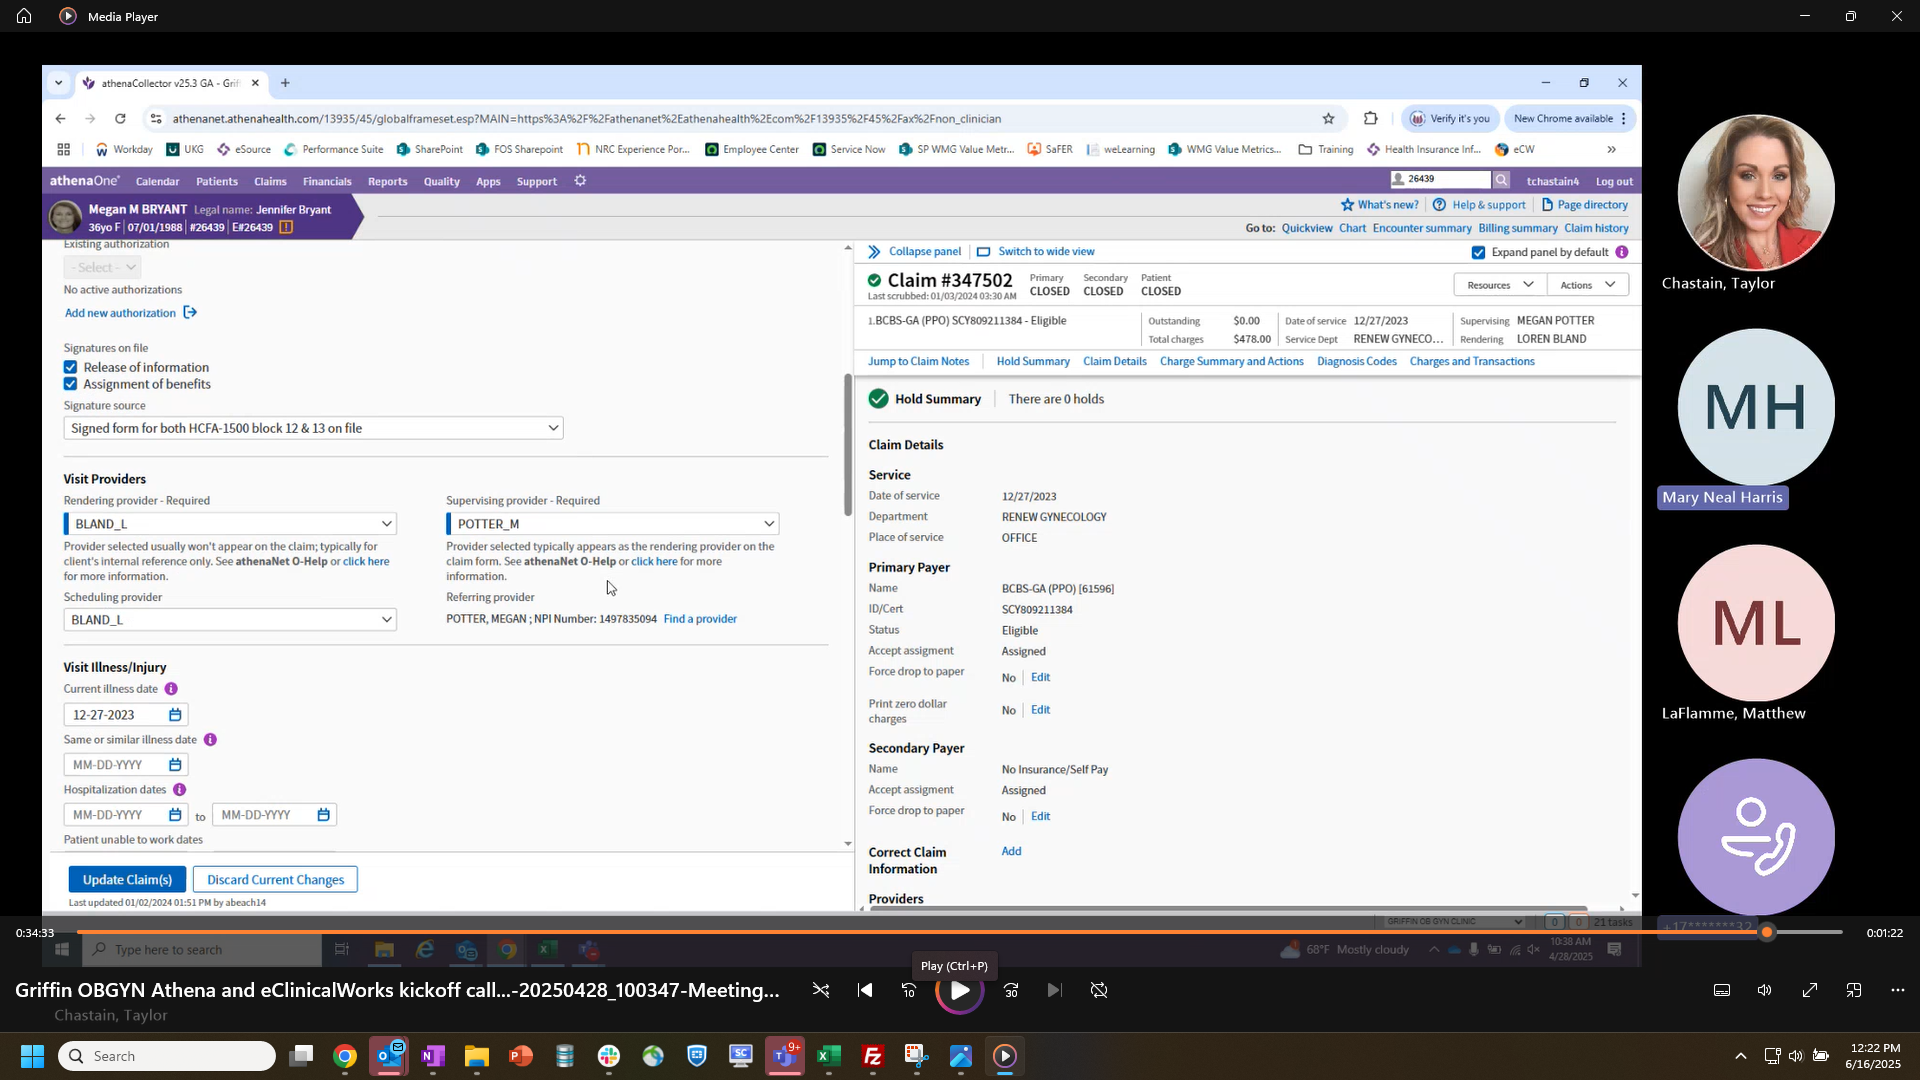 Media Player
athenaCollector v25.3 GA - Grif
athenanet.athenahealth.com/13935/45/globalframeset.esp?MAIN=https%3A%2F%2Fathenanet%2Eathenahealth%2Ecom%2F13935%2F45%2Fax%2Fnon_clinician
Verify it's you
New Chrome available
Workday
UKG
eSource
Performance Suite
SharePoint
FOS Sharepoint
NRC Experience Por...
Employee Center
Service Now
SP WMG Value Metr...
SaFER
weLearning
WMG Value Metrics...
Training
Health Insurance Inf...
eCW
athenaOne
Calendar
Patients
Claims
Financials
Reports
Quality
Apps
Support
26439
tchastain4
Log out
Megan M BRYANT Legal name: Jennifer Bryant
36yo F | 07/01/1988 | #26439 | E#26439
What's new?
Help & support
Page directory
Go to: Quickview Chart Encounter summary Billing summary Claim history
Existing authorization
- Select -
No active authorizations
Add new authorization
Signatures on file
Release of information
Assignment of benefits
Signature source
Signed form for both HCFA-1500 block 12 & 13 on file
Visit Providers
Rendering provider - Required
BLAND_L
Provider selected usually won't appear on the claim; typically for
client's internal reference only. See athenaNet O-Help or click here
for more information.
Scheduling provider
BLAND_L
Supervising provider - Required
POTTER_M
Provider selected typically appears as the rendering provider on the
claim form. See athenaNet O-Help or click here for more
information.
Referring provider
POTTER, MEGAN ; NPI Number: 1497835094 Find a provider
Visit Illness/Injury
Current illness date
12-27-2023
Same or similar illness date
MM-DD-YYYY
Hospitalization dates
MM-DD-YYYY to MM-DD-YYYY
Patient unable to work dates
Update Claim(s)
Discard Current Changes
Last updated 01/02/2024 01:51 PM by abeach14
Collapse panel
Switch to wide view
Expand panel by default
Claim #347502
Last scrubbed: 01/03/2024 03:30 AM
Primary
CLOSED
Secondary
CLOSED
Patient
CLOSED
Resources
Actions
1.BCBS-GA (PPO) SCY809211384 - Eligible
Outstanding $0.00
Total charges $478.00
Date of service 12/27/2023
Service Dept RENEW GYNECO...
Supervising MEGAN POTTER
Rendering LOREN BLAND
Jump to Claim Notes
Hold Summary
Claim Details
Charge Summary and Actions
Diagnosis Codes
Charges and Transactions
Hold Summary
There are 0 holds
Claim Details
Service
Date of service 12/27/2023
Department RENEW GYNECOLOGY
Place of service OFFICE
Primary Payer
Name BCBS-GA (PPO) [61596]
ID/Cert SCY809211384
Status Eligible
Accept assigment Assigned
Force drop to paper No | Edit
Print zero dollar
charges No | Edit
Secondary Payer
Name No Insurance/Self Pay
Accept assigment Assigned
Force drop to paper No | Edit
Correct Claim
Information Add
Providers
GRIFFIN OB GYN CLINIC
0
0
21 tasks
Chastain, Taylor
MH
Mary Neal Harris
ML
LaFlamme, Matthew
+17*******32
0:34:33
0:01:22
Type here to search
68°F Mostly cloudy
10:38 AM
4/28/2025
Play (Ctrl+P)
Griffin OBGYN Athena and eClinicalWorks kickoff call...-20250428_100347-Meeting...
Chastain, Taylor
10
30
Search
SC
9+
12:22 PM
6/16/2025